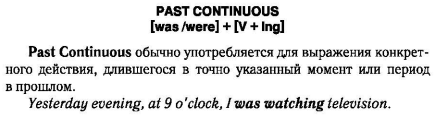 PAST CONTINUOUS
[was /were] + [V + Ing]
Past Continuous обычно употребляется для выражения конкрет-
ного действия, длившегося в точно указанный момент или период
в прошлом.
Yesterday evening, at 9 o'clock, I was watching television.